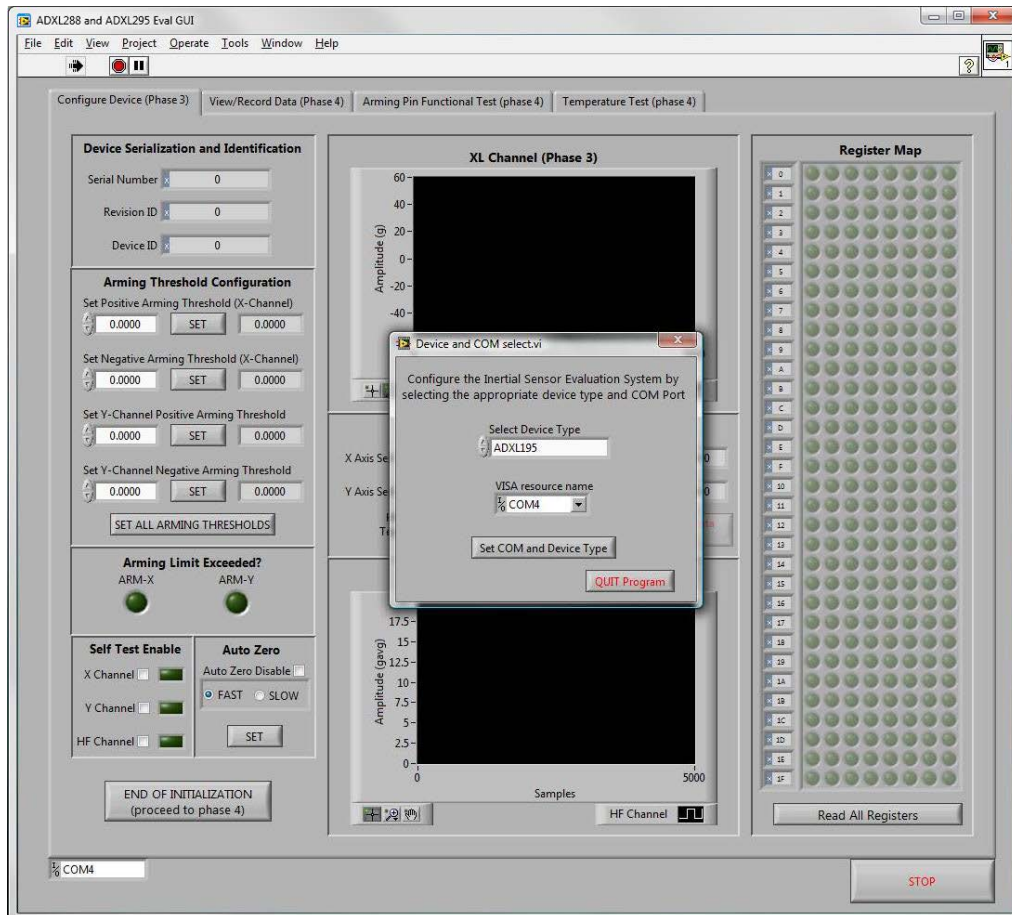 ADXL288 and ADXL295 Eval GUI
File Edit View Project Operate Tools Window Help
Configure Device (Phase 3) View/Record Data (Phase 4) Arming Pin Functional Test (phase 4) Temperature Test (phase 4)
Device Serialization and Identification
Serial Number x 0
Revision ID x 0
Device ID x 0
Arming Threshold Configuration
Set Positive Arming Threshold (X-Channel)
0.0000 SET 0.0000
Set Negative Arming Threshold (X-Channel)
0.0000 SET 0.0000
Set Y-Channel Positive Arming Threshold
0.0000 SET 0.0000
Set Y-Channel Negative Arming Threshold
0.0000 SET 0.0000
SET ALL ARMING THRESHOLDS
Arming Limit Exceeded?
ARM-X ARM-Y
Self Test Enable
X Channel
Y Channel
HF Channel
Auto Zero
Auto Zero Disable
FAST SLOW
SET
END OF INITIALIZATION
(proceed to phase 4)
XL Channel (Phase 3)
Amplitude (g)
60
40
20
0
-20
-40
X Axis Se
Y Axis Se
Device and COM select.vi
Configure the Inertial Sensor Evaluation System by
selecting the appropriate device type and COM Port
Select Device Type
ADXL195
VISA resource name
COM4
Set COM and Device Type
QUIT Program
Amplitude (gavg)
17.5
15
12.5
10
7.5
5
2.5
0
0 5000
Samples
HF Channel
Register Map
x 0
x 1
x 2
x 3
x 4
x 5
x 6
x 7
x 8
x 9
x A
x B
x C
x D
x E
x F
x 10
x 11
x 12
x 13
x 14
x 15
x 16
x 17
x 18
x 19
x 1A
x 1B
x 1C
x 1D
x 1E
x 1F
Read All Registers
COM4
STOP